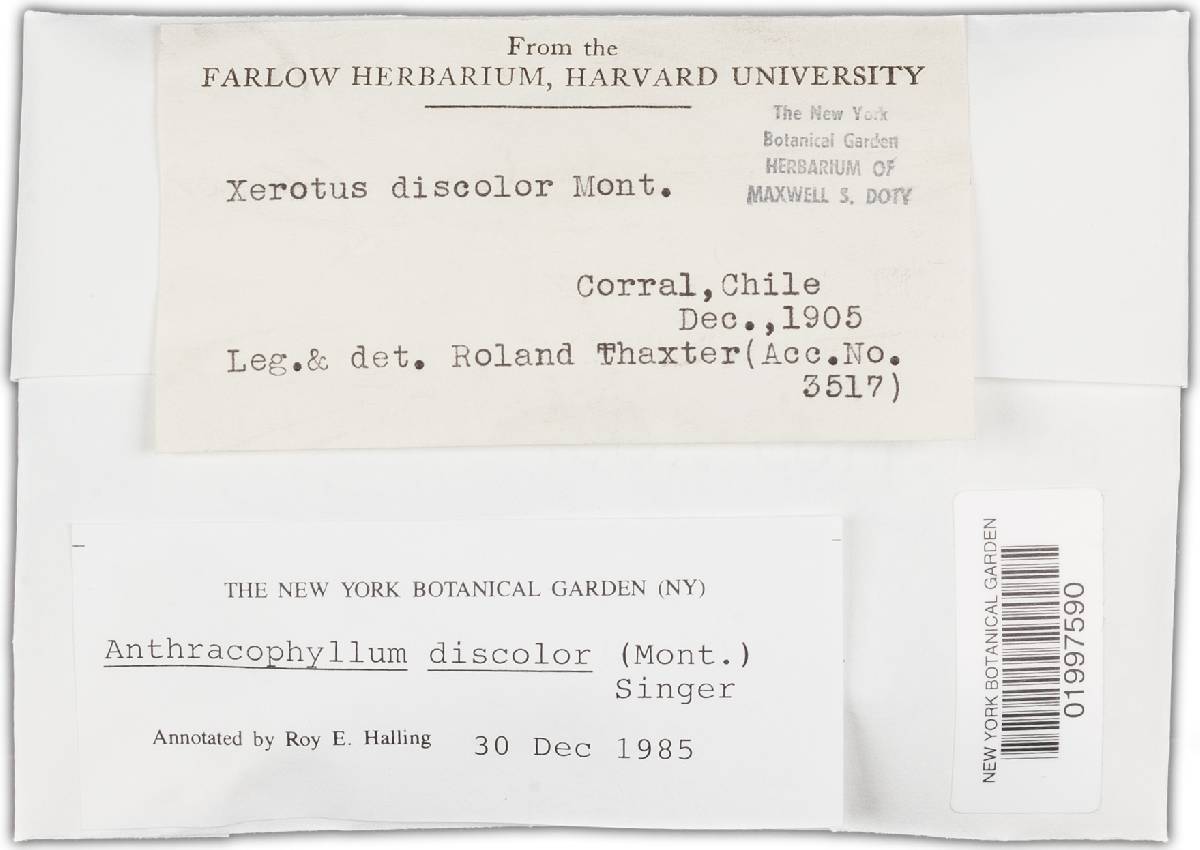 From the
FARLOW HERBARIUM, HARVARD UNIVERSITY
The New York
Botanical Garden
HERBARIUM OF
MAXWELL S. DOTY
Xerotus discolor Mont.
Corral,Chile
Dec.,1905
Leg.& det. Roland Thaxter(Acc.No.
3517)
THE NEW YORK BOTANICAL GARDEN (NY)
Anthracophyllum discolor (Mont.)
Singer
Annotated by Roy E. Halling 30 Dec 1985
NEW YORK BOTANICAL GARDEN
01997590